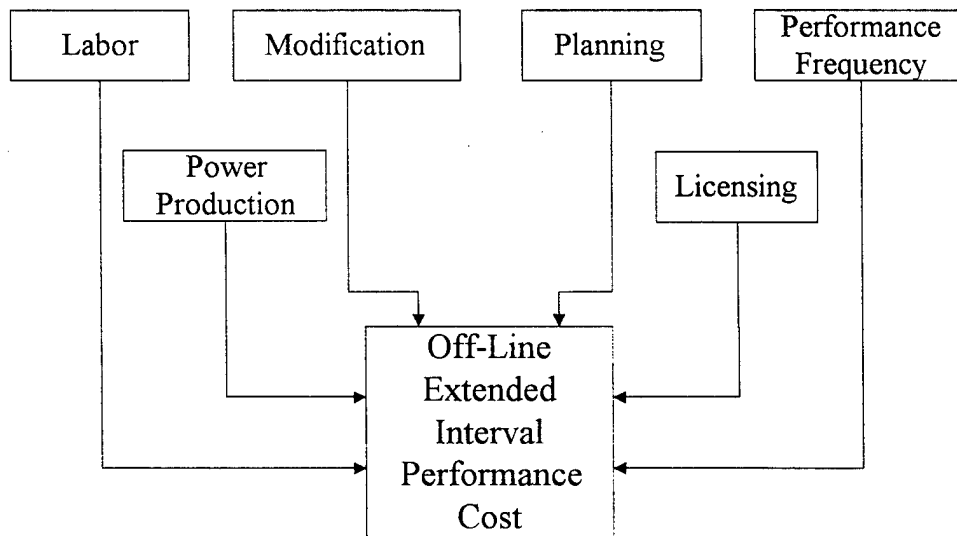 Labor
Modification
Planning
Performance
Frequency
Power
Production
Licensing
Off-Line
Extended
Interval
Performance
Cost